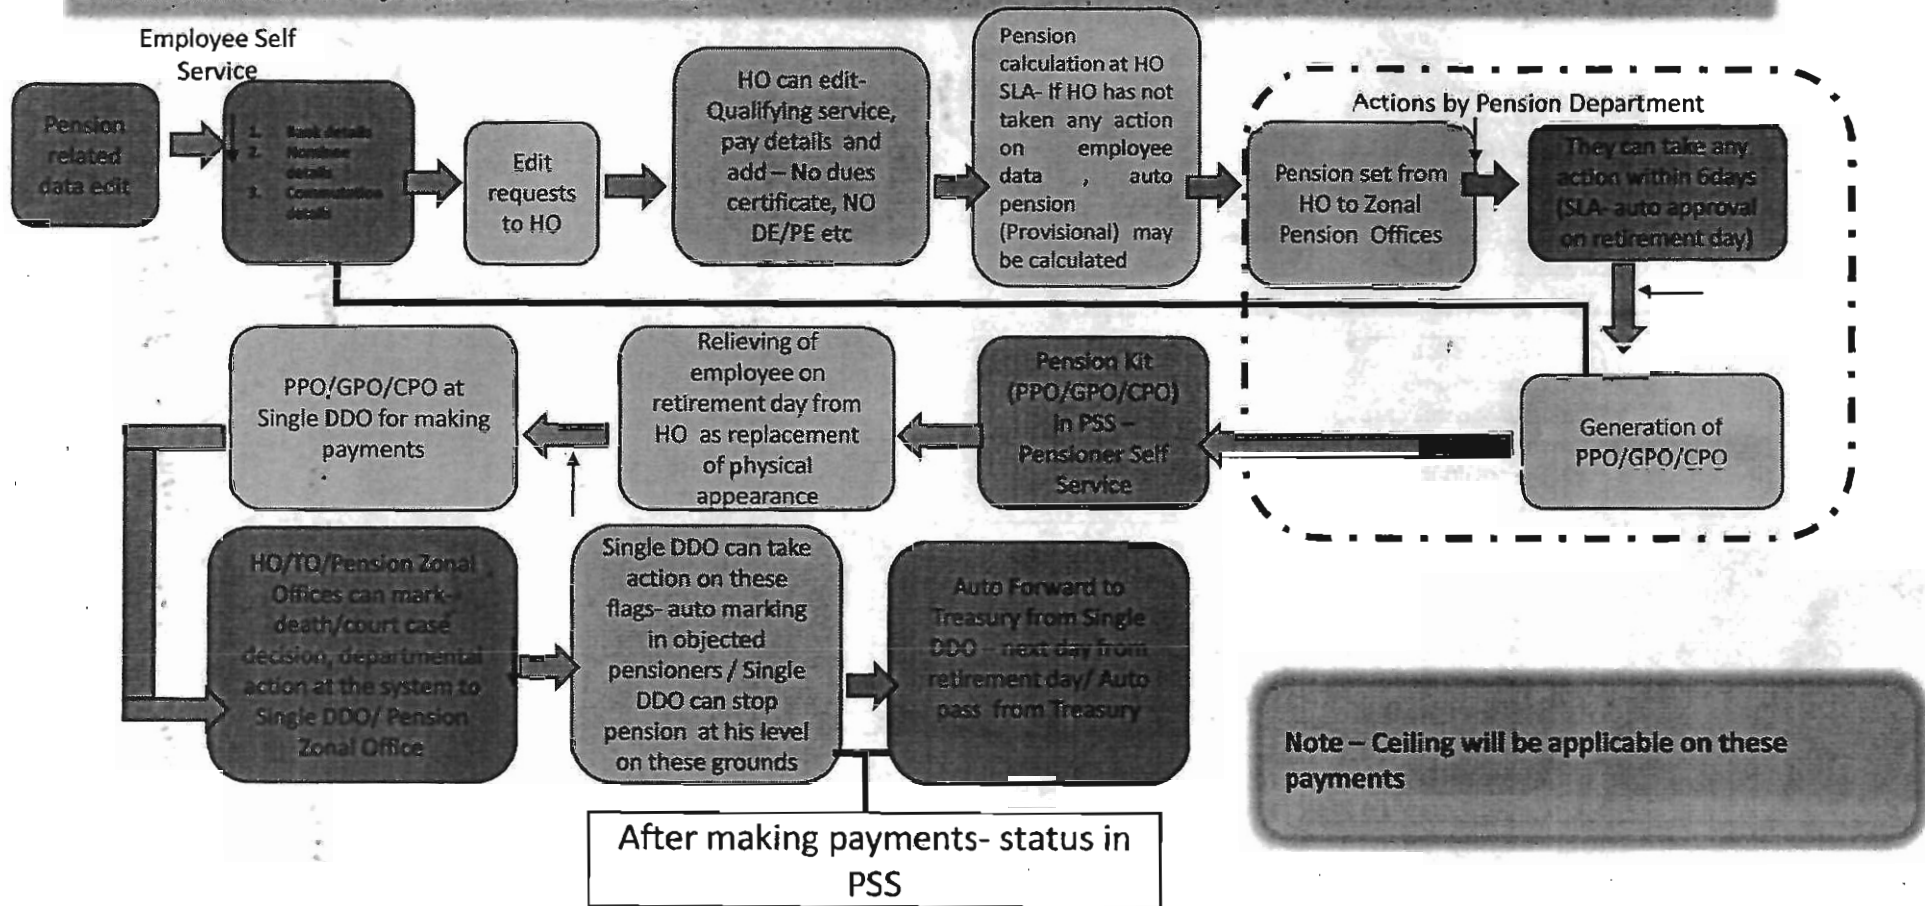 Employee Self
Service
Pension
related
data edit
1. Bank details
2. Nominee
details
3. Commutation
details
Edit
requests
to HO
HO can edit-
Qualifying service,
pay details and
add – No dues
certificate, NO
DE/PE etc
Pension
calculation at HO
SLA- If HO has not
taken any action
on employee
data , auto
pension
(Provisional) may
be calculated
Actions by Pension Department
Pension set from
HO to Zonal
Pension Offices
They can take any
action within 6days
(SLA- auto approval
on retirement day)
Generation of
PPO/GPO/CPO
Pension Kit
(PPO/GPO/CPO)
in PSS –
Pensioner Self
Service
Relieving of
employee on
retirement day from
HO as replacement
of physical
appearance
PPO/GPO/CPO at
Single DDO for making
payments
HO/TO/Pension Zonal
Offices can mark-
death/court case
decision, departmental
action at the system to
Single DDO/ Pension
Zonal Office
Single DDO can take
action on these
flags- auto marking
in objected
pensioners / Single
DDO can stop
pension at his level
on these grounds
Auto Forward to
Treasury from Single
DDO – next day from
retirement day/ Auto
pass from Treasury
After making payments- status in
PSS
Note – Ceiling will be applicable on these
payments